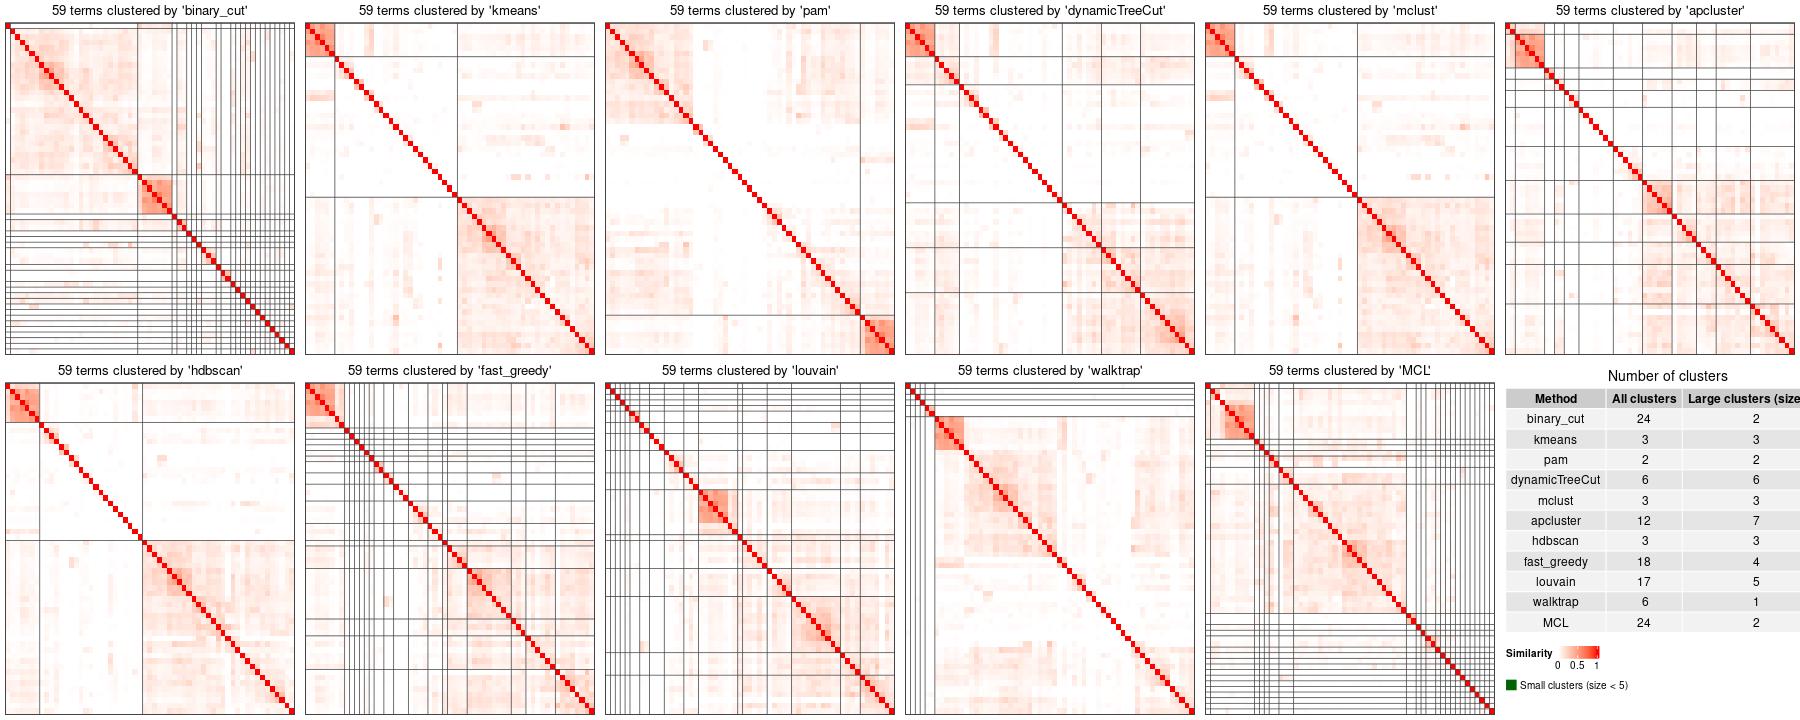 59 terms clustered by 'binary_cut'
59 terms clustered by 'kmeans'
59 terms clustered by 'pam'
59 terms clustered by 'dynamicTreeCut'
59 terms clustered by 'mclust'
59 terms clustered by 'apcluster'
59 terms clustered by 'hdbscan'
59 terms clustered by 'fast_greedy'
59 terms clustered by 'louvain'
59 terms clustered by 'walktrap'
59 terms clustered by 'MCL'
Number of clusters
Method All clusters Large clusters (size
binary_cut 24 2
kmeans 3 3
pam 2 2
dynamicTreeCut 6 6
mclust 3 3
apcluster 12 7
hdbscan 3 3
fast_greedy 18 4
louvain 17 5
walktrap 6 1
MCL 24 2
Similarity
0 0.5 1
Small clusters (size < 5)